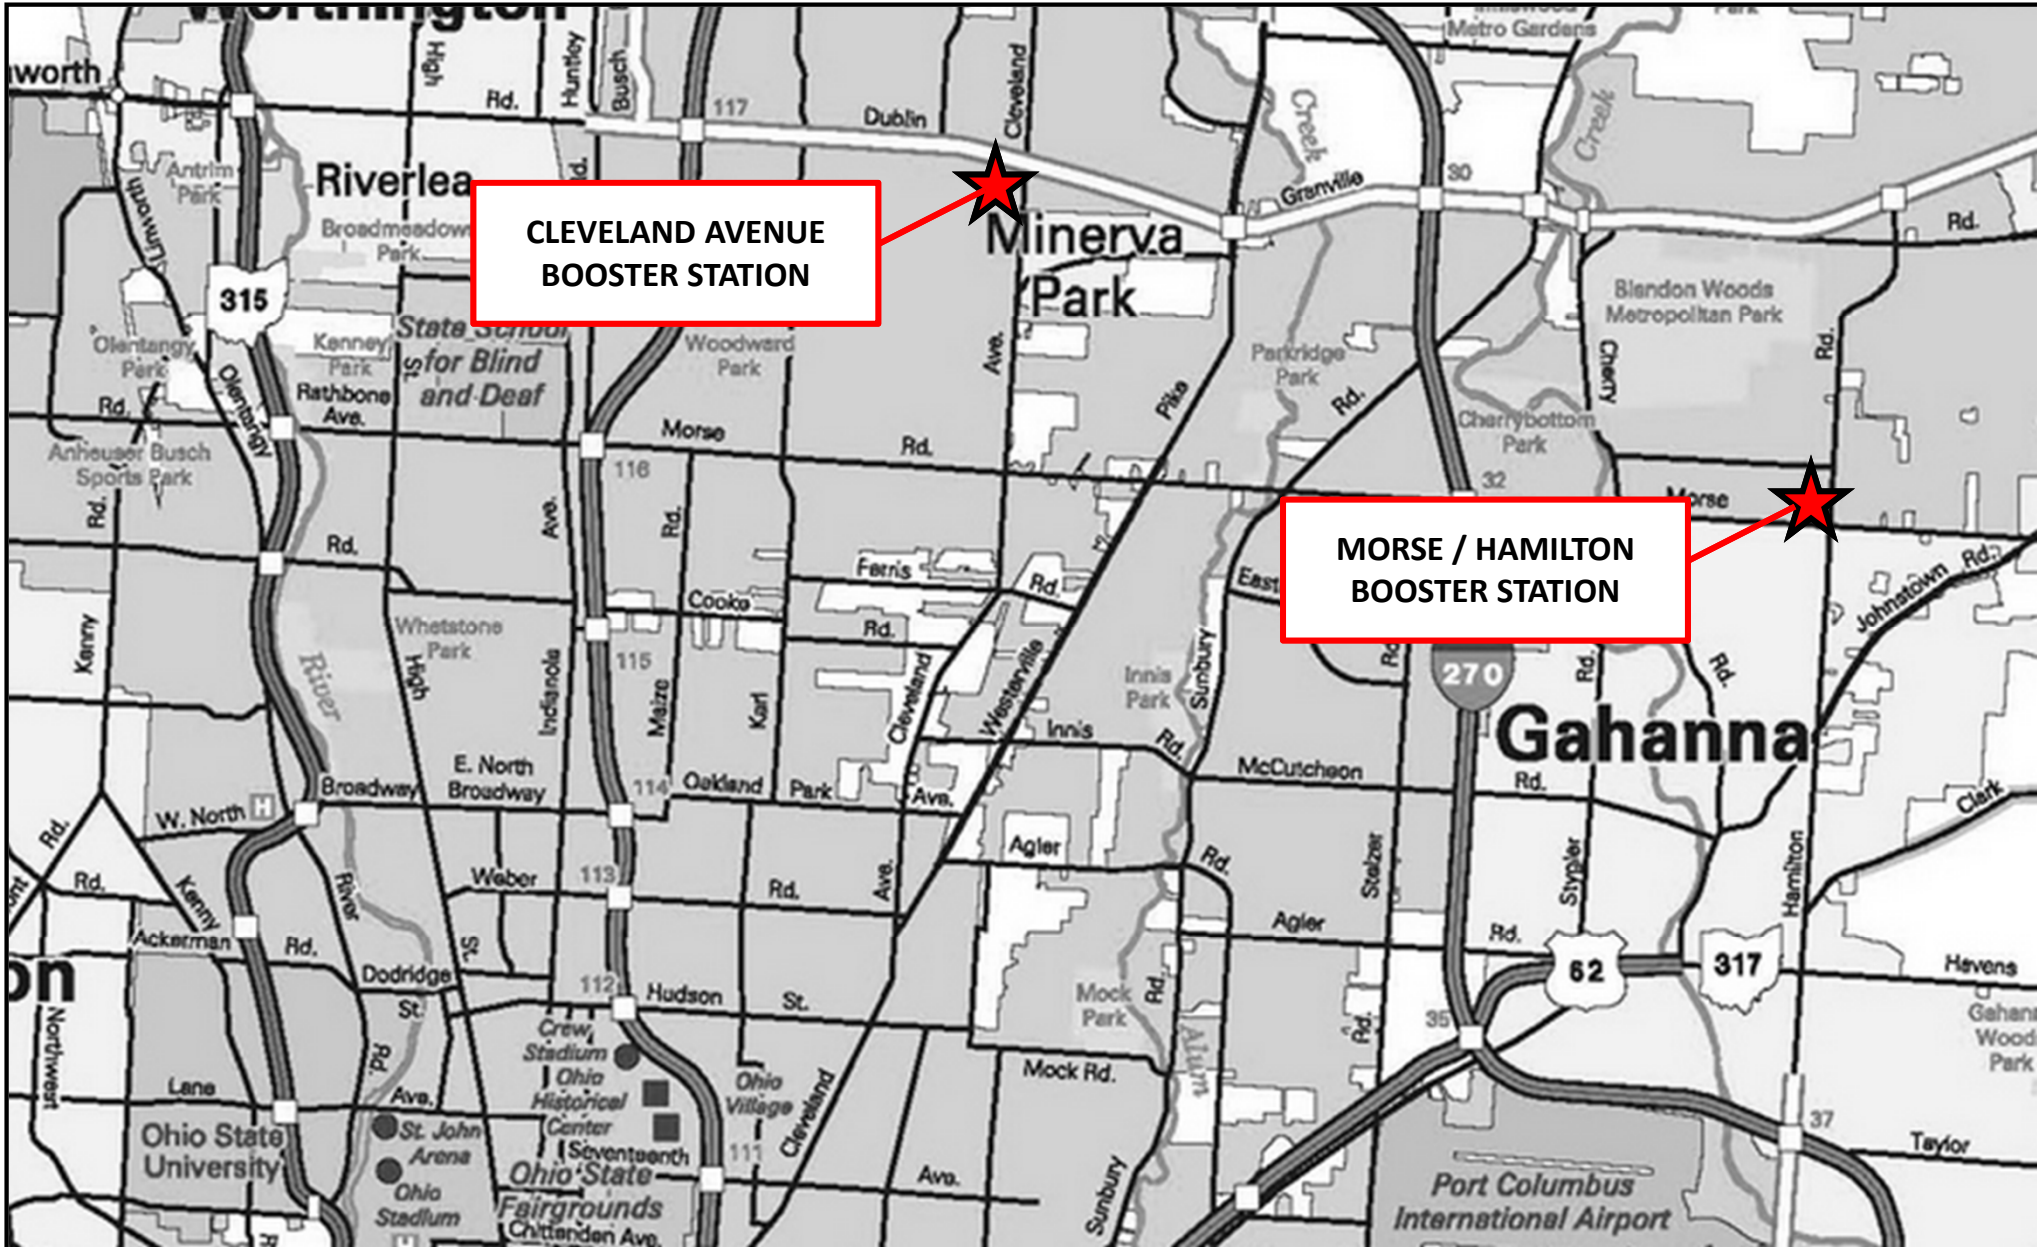 Worthington
Metro Gardens
Park
High
Huntley
Busch
Cleveland
Rd.
117
Dublin
Creek
Creek
Antrim
Park
Riverlea
Linworth
Broadmeadow
Park
CLEVELAND AVENUE
BOOSTER STATION
Minerva
Park
Granville
30
Rd.
315
State School
for Blind
and Deaf
Olentangy
Park
Kenney
Park
St.
Woodward
Park
Ave.
Parkridge
Park
Blendon Woods
Metropolitan Park
Rd.
Cherry
Rathbone
Ave.
Rd.
Olentangy
Pike
Rd.
Cherrybottom
Park
Anheuser Busch
Sports Park
Morse
Rd.
116
32
Morse
Rd.
Rd.
Ave.
Rd.
MORSE / HAMILTON
BOOSTER STATION
Ferris
Rd.
East
Johnstown
Rd.
Cooke
Rd.
Whetstone
Park
Kenny
River
High
115
Indianola
Maize
Karl
Cleveland
Westerville
Innis
Park
Sunbury
Rd.
Rd.
Rd.
270
Gahanna
Innis
Rd.
McCutcheon
Rd.
Broadway
E. North
Broadway
114
Oakland
Park
Ave.
W. North
H
Clark
Rd.
Rd.
Kenny
River
Weber
113
Rd.
Ave.
Agler
Rd.
Stelzer
Stygler
Hamilton
Ackerman
Rd.
Dodridge
St.
St.
Agler
Rd.
62
317
Havens
on
Northwest
112
Hudson
St.
Mock
Park
Rd.
Alum
35
Rd.
Gahana
Woods
Park
Crew
Stadium
Ohio
Historical
Center
Ohio
Village
Mock Rd.
Lane
Ave.
Rd.
Cleveland
37
Taylor
Ohio State
University
St. John
Arena
Seventeenth
111
Ave.
Ohio State
Fairgrounds
Chittenden Ave.
Ohio
Stadium
H
Sunbury
Port Columbus
International Airport